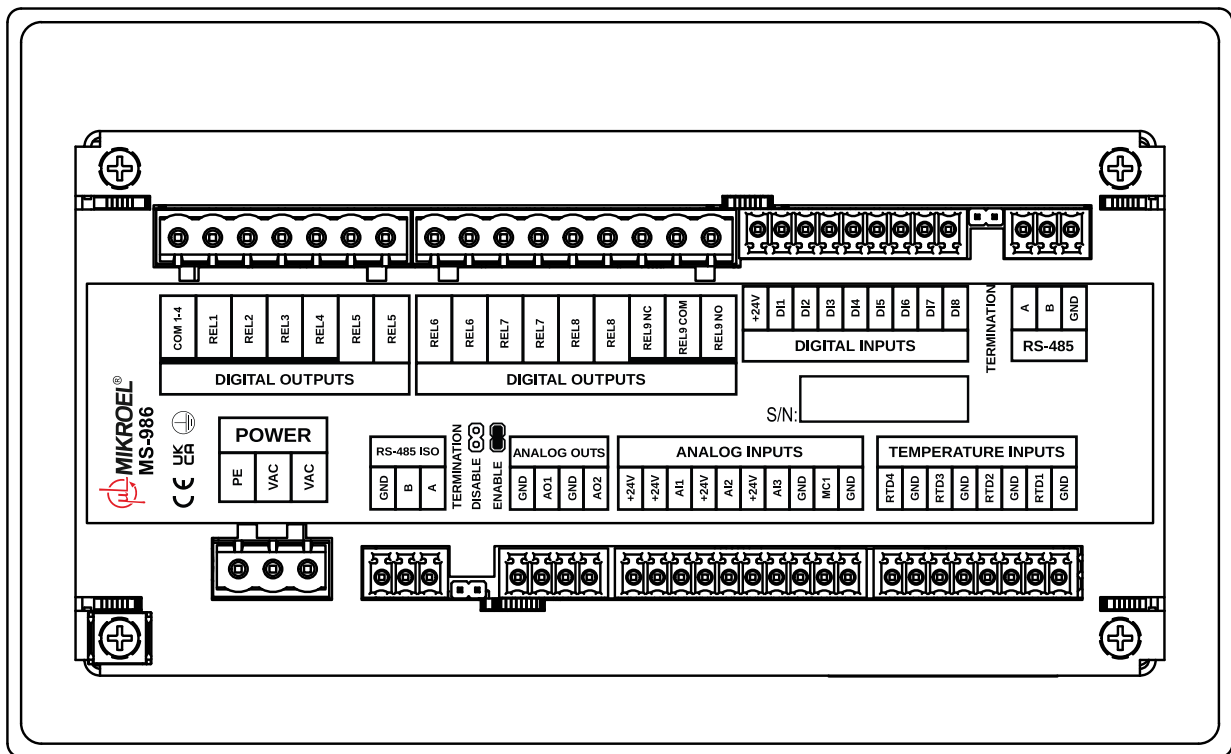 COM 1-4 REL1 REL2 REL3 REL4 REL5 REL5
DIGITAL OUTPUTS
REL6 REL6 REL7 REL7 REL8 REL8 REL9 NC REL9 COM REL9 NO
DIGITAL OUTPUTS
+24V DI1 DI2 DI3 DI4 DI5 DI6 DI7 DI8
DIGITAL INPUTS
TERMINATION
A B GND
RS-485
S/N:
MIKROEL®
MS-986
CE UK CA
POWER
PE VAC VAC
RS-485 ISO
GND B A
TERMINATION
DISABLE
ENABLE
ANALOG OUTS
GND AO1 GND AO2
ANALOG INPUTS
+24V +24V AI1 +24V AI2 +24V AI3 GND MC1 GND
TEMPERATURE INPUTS
RTD4 GND RTD3 GND RTD2 GND RTD1 GND